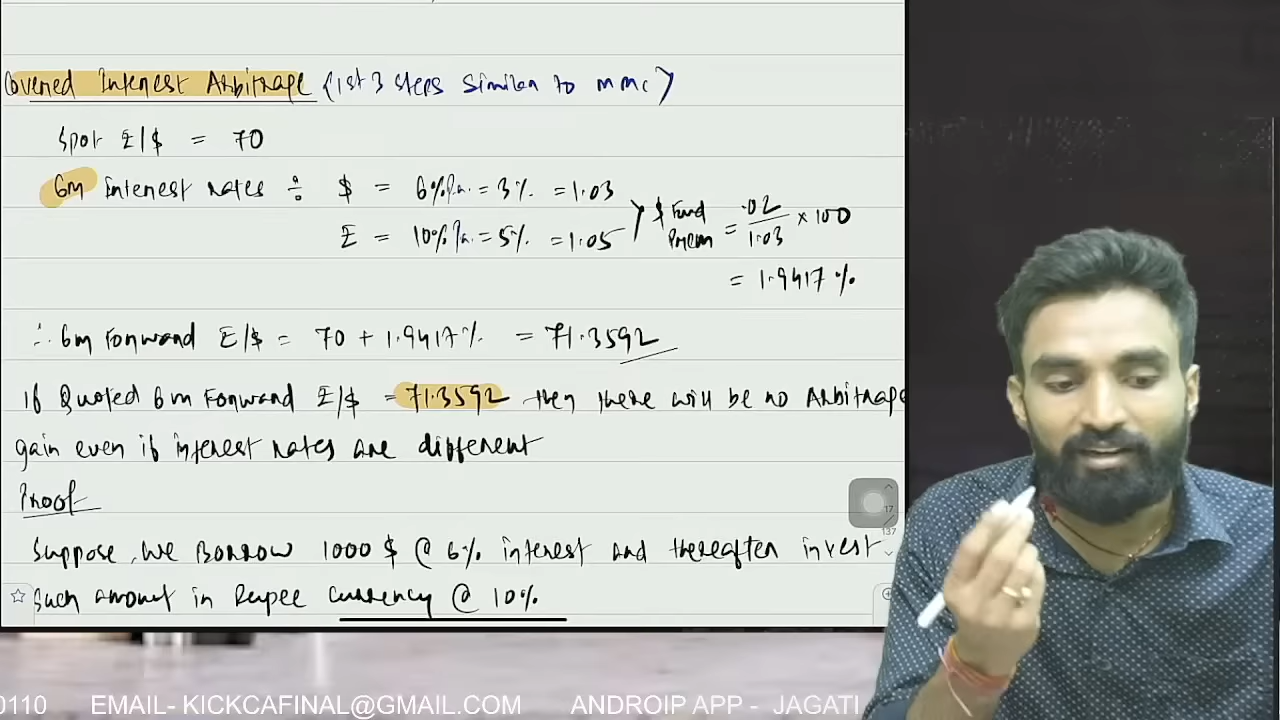 Covered Interest Arbitrage (1st 3 steps similar to MMC)
Spot ₹/$ = 70
6m Interest rates ÷ $ = 6% P.a. = 3% = 1.03
₹ = 10% P.a. = 5% = 1.05
$ Fwd Prem = .02/1.03 × 100
= 1.9417%
∴ 6m Forward ₹/$ = 70 + 1.9417% = 71.3592
If Quoted 6m Forward ₹/$ = 71.3592 then there will be no Arbitrage
gain even if interest rates are different
Proof
Suppose, we Borrow 1000 $ @ 6% interest and thereafter invest
such amount in Rupee currency @ 10%
17
137
0110 EMAIL- KICKCAFINAL@GMAIL.COM ANDROIP APP - JAGATI